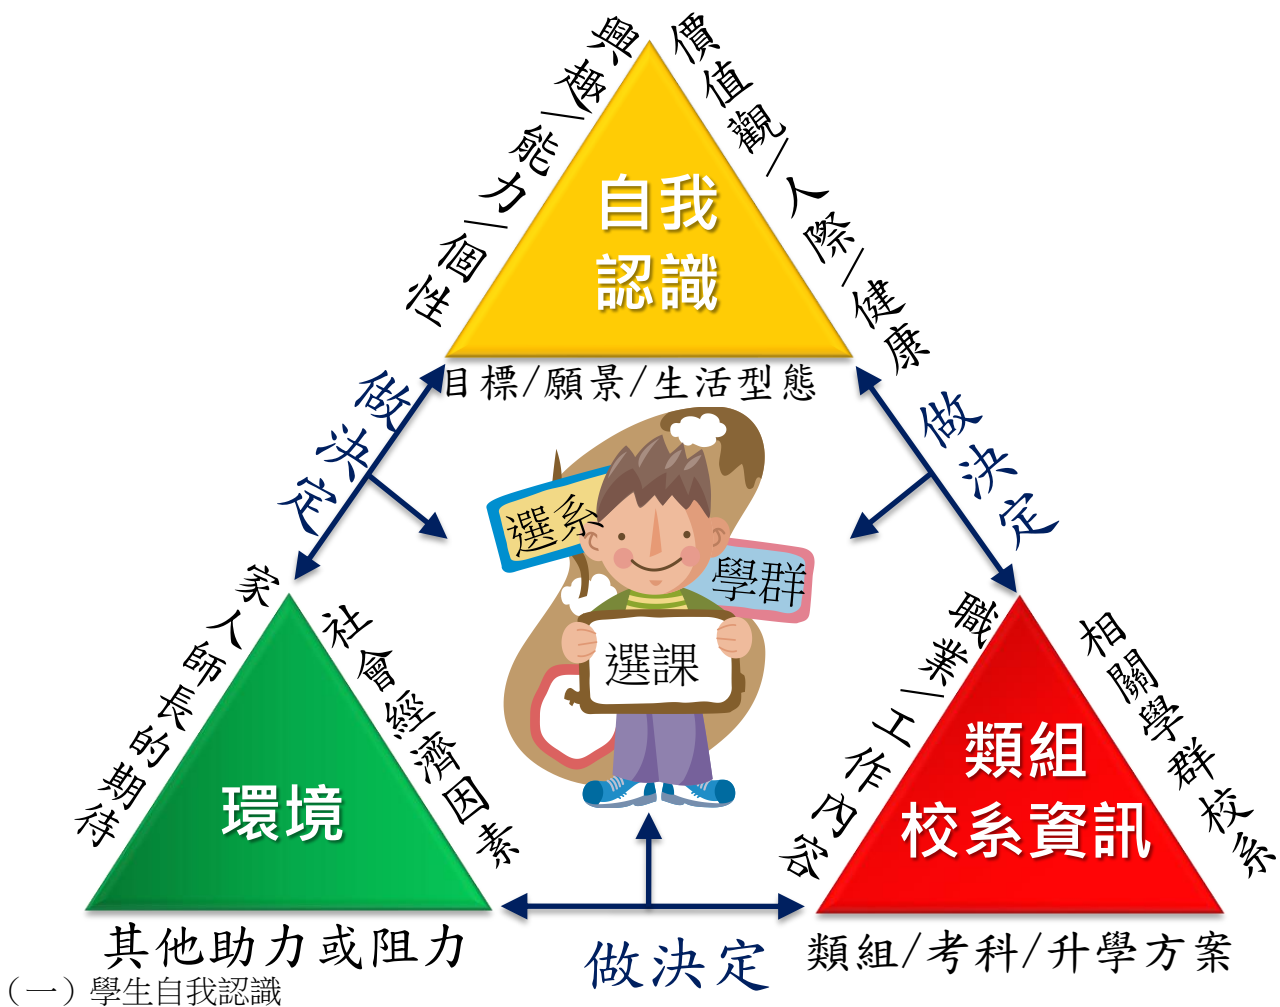 興趣/能力/個性
價值觀/人際/健康
自我
認識
目標/願景/生活型態
做決定
做決定
選系
學群
選課
家人師長的期待
社會經濟因素
環境
其他助力或阻力
職業/工作內容
相關學群校系
類組
校系資訊
類組/考科/升學方案
做決定
（一）學生自我認識